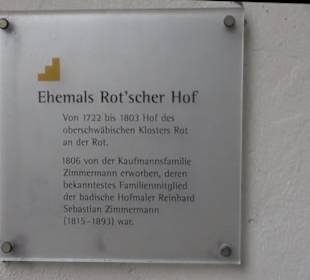 Ehemals Rot'scher Hof
Von 1722 bis 1803 Hof des
oberschwäbischen Klosters Rot
an der Rot.
1806 von der Kaufmannsfamilie
Zimmermann erworben, deren
bekanntestes Familienmitglied
der badische Hofmaler Reinhard
Sebastian Zimmermann
(1815–1893) war.